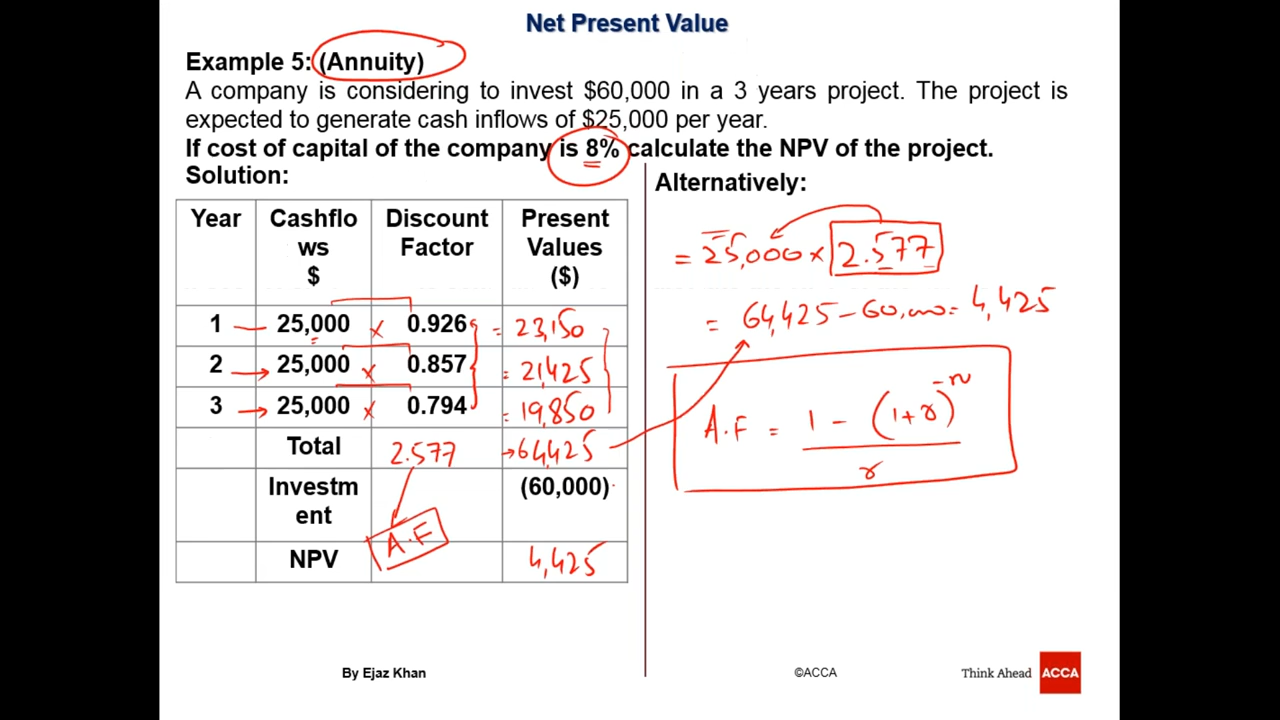 Net Present Value
Example 5: (Annuity)
A company is considering to invest $60,000 in a 3 years project. The project is
expected to generate cash inflows of $25,000 per year.
If cost of capital of the company is 8% calculate the NPV of the project.
Solution:
Year Cashflo Discount Present
ws Factor Values
$ ($)
1 25,000 × 0.926 = 23,150
2 25,000 × 0.857 = 21,425
3 25,000 × 0.794 = 19,850
Total 2.577 64,425
Investm (60,000)
ent
A.F
NPV 4,425
Alternatively:
= 25,000 × 2.577
= 64,425 - 60,000 = 4,425
A.F = 1 - (1+r)^-n
r
By Ejaz Khan
©ACCA
Think Ahead ACCA